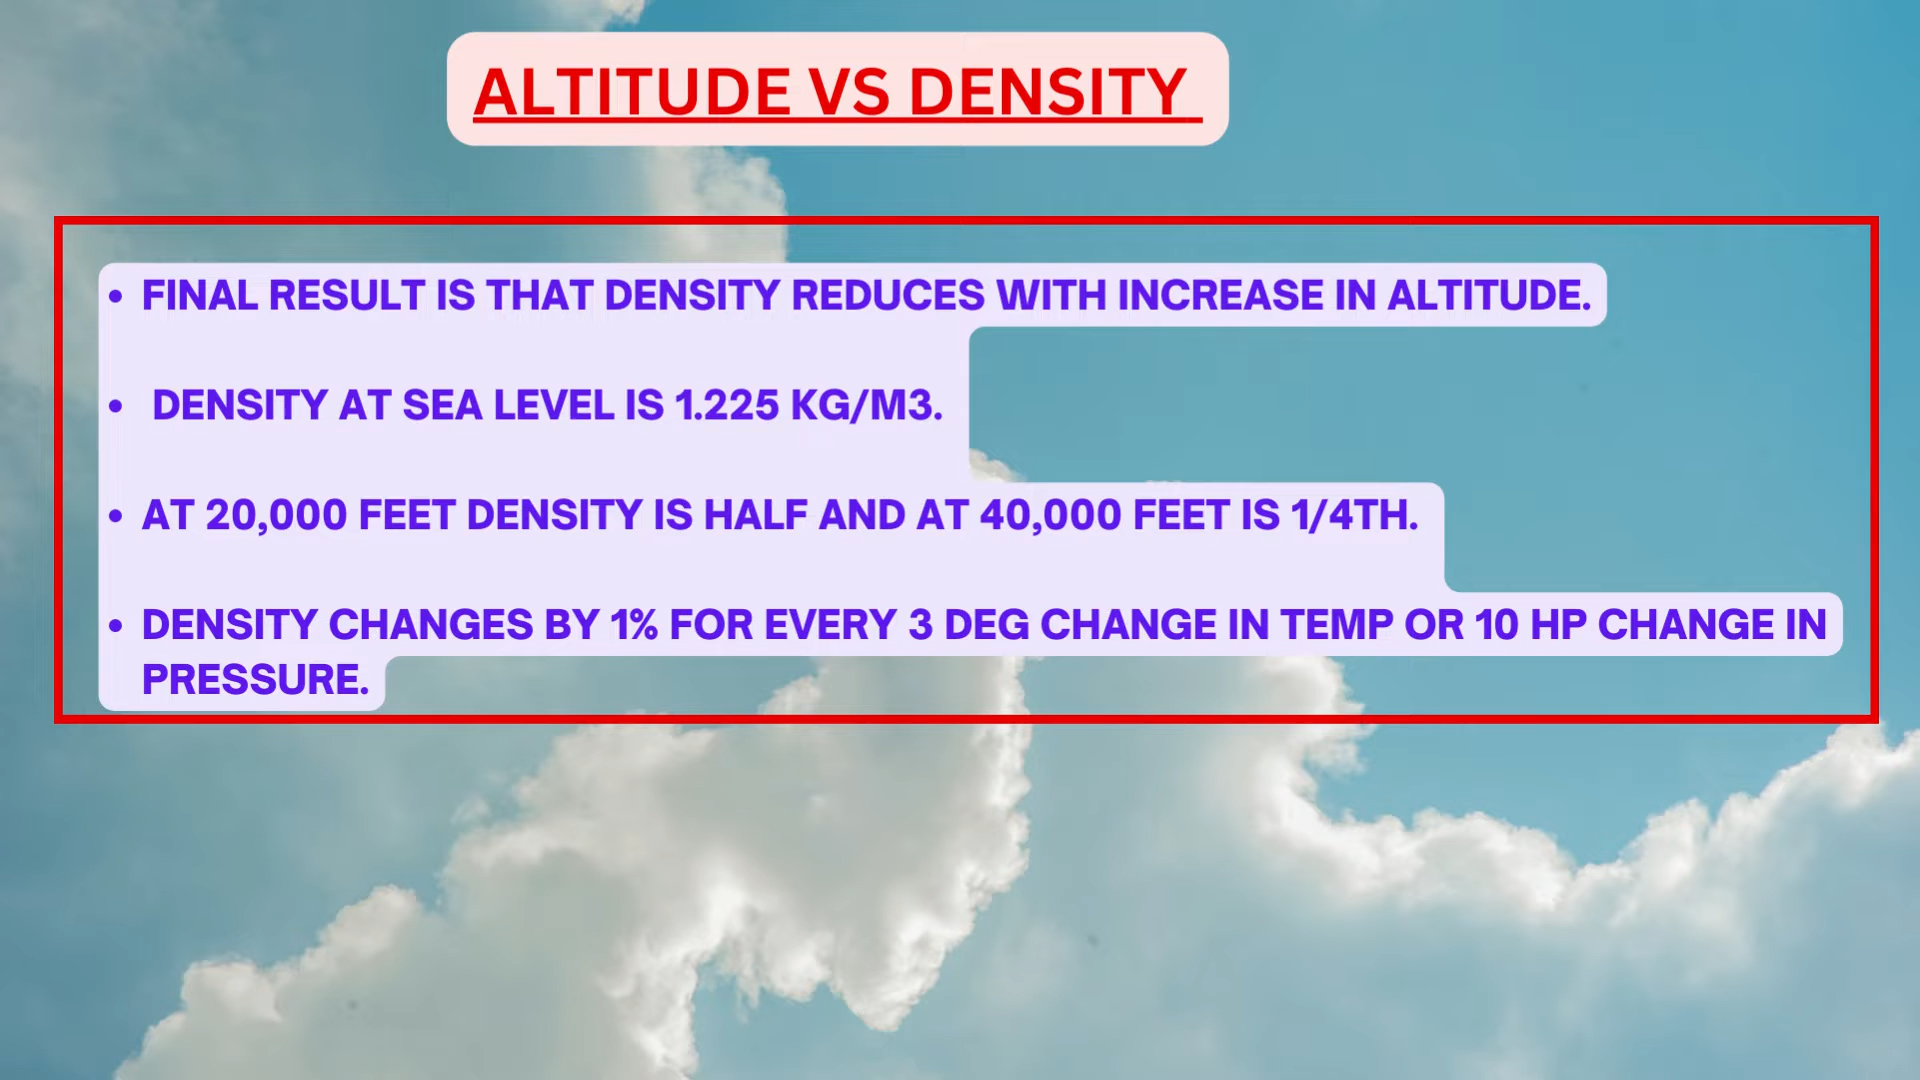 ALTITUDE VS DENSITY
• FINAL RESULT IS THAT DENSITY REDUCES WITH INCREASE IN ALTITUDE.
• DENSITY AT SEA LEVEL IS 1.225 KG/M3.
• AT 20,000 FEET DENSITY IS HALF AND AT 40,000 FEET IS 1/4TH.
• DENSITY CHANGES BY 1% FOR EVERY 3 DEG CHANGE IN TEMP OR 10 HP CHANGE IN
PRESSURE.